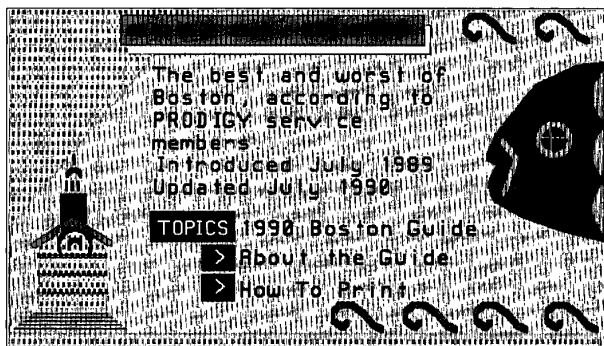 The best and worst of
Boston, according to
PRODIGY service
members
Introduced July 1989
Updated July 1990
TOPICS 1990 Boston Guide
> About the Guide
> How To Print